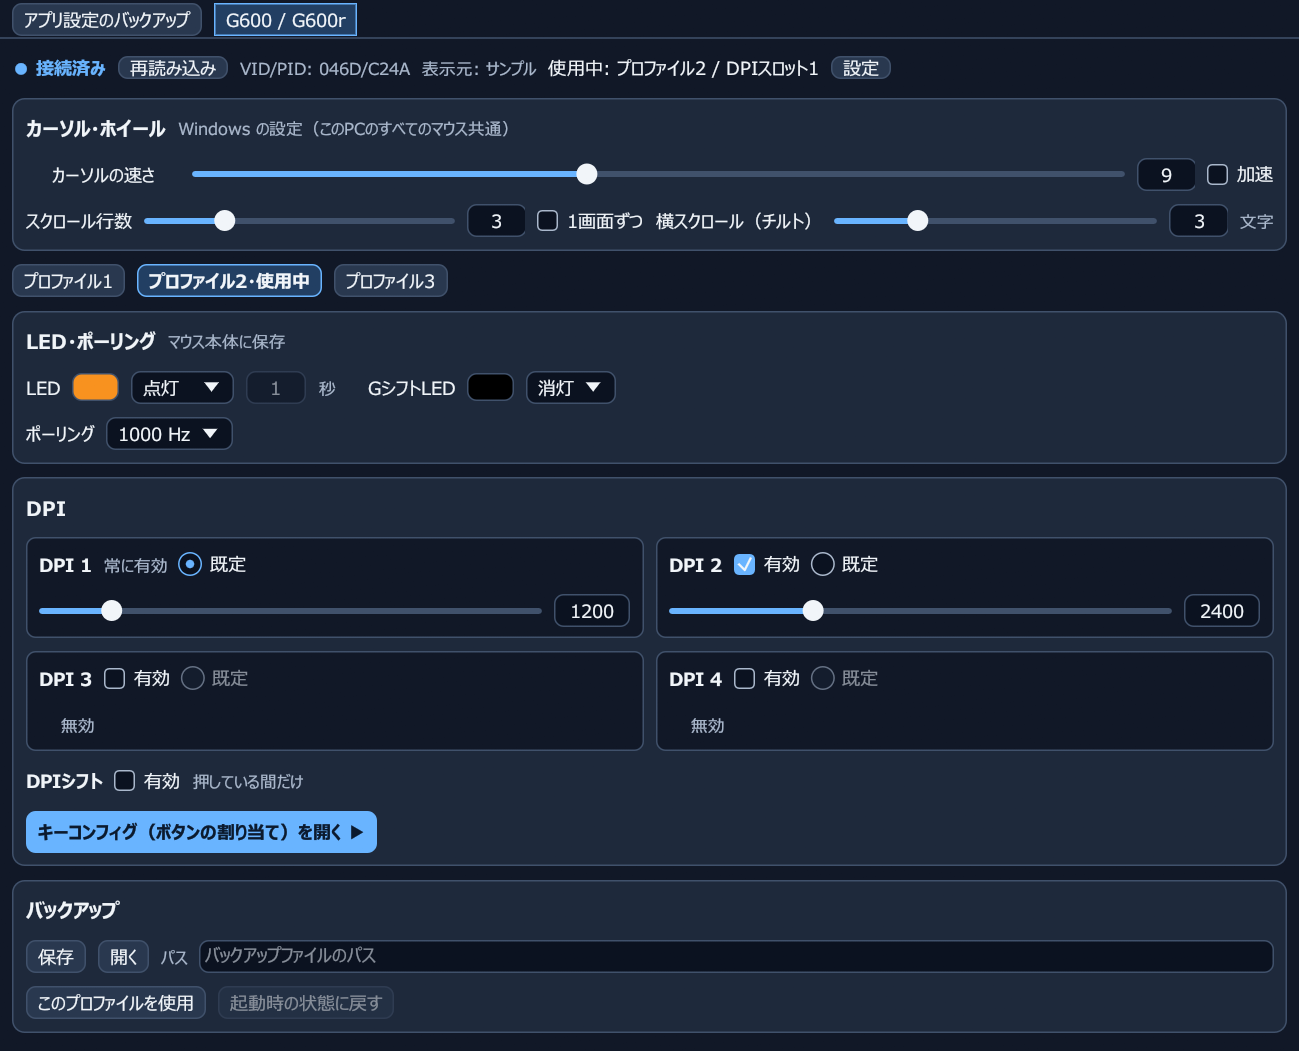 アプリ設定のバックアップ G600 / G600r
接続済み 再読み込み VID/PID: 046D/C24A 表示元: サンプル 使用中: プロファイル2 / DPIスロット1 設定
カーソル・ホイール Windows の設定（このPCのすべてのマウス共通）
カーソルの速さ 9 加速
スクロール行数 3 1画面ずつ 横スクロール（チルト） 3 文字
プロファイル1 プロファイル2・使用中 プロファイル3
LED・ポーリング マウス本体に保存
LED 点灯 ▼ 1 秒 GシフトLED 消灯 ▼
ポーリング 1000 Hz ▼
DPI
DPI 1 常に有効 既定
1200
DPI 2 有効 既定
2400
DPI 3 有効 既定
無効
DPI 4 有効 既定
無効
DPIシフト 有効 押している間だけ
キーコンフィグ（ボタンの割り当て）を開く ▶
バックアップ
保存 開く パス バックアップファイルのパス
このプロファイルを使用 起動時の状態に戻す